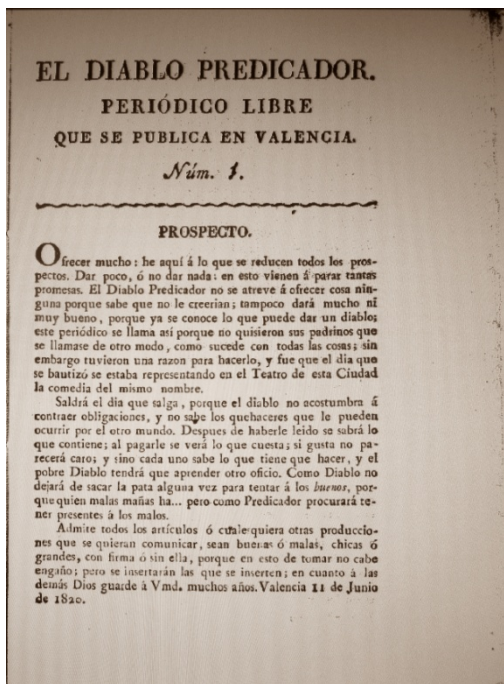 EL DIABLO PREDICADOR.
PERIÓDICO LIBRE
QUE SE PUBLICA EN VALENCIA.
Núm. 1.
PROSPECTO.
Ofrecer mucho: he aquí á lo que se reducen todos los pros-
pectos. Dar poco, ó no dar nada: en esto vienen á parar tantas
promesas. El Diablo Predicador no se atreve á ofrecer cosa nin-
guna porque sabe que no le creerian; tampoco dará mucho ni
muy bueno, porque ya se conoce lo que puede dar un diablo;
este periódico se llama así porque no quisieron sus padrinos que
se llamase de otro modo, como sucede con todas las cosas; sin
embargo tuvieron una razon para hacerlo, y fue que el dia que
se bautizó se estaba representando en el Teatro de esta Ciudad
la comedia del mismo nombre.
Saldrá el dia que salga, porque el diablo no acostumbra á
contraer obligaciones, y no sabe los quehaceres que le pueden
ocurrir por el otro mundo. Despues de haberle leido se sabrá lo
que contiene; al pagarle se verá lo que cuesta; si gusta no pa-
recerá caro; y sino cada uno sabe lo que tiene que hacer, y el
pobre Diablo tendrá que aprender otro oficio. Como Diablo no
dejará de sacar la pata alguna vez para tentar á los buenos, por-
que quien malas mañas ha... pero como Predicador procurará te-
ner presentes á los malos.
Admite todos los artículos ó cualequiera otras produccio-
nes que se quieran comunicar, sean buenas ó malas, chicas ó
grandes, con firma ó sin ella, porque en esto de tomar no cabe
engaño; pero se insertarán las que se inserten; en cuanto á las
demás Dios guarde á Vmd. muchos años. Valencia 11 de Junio
de 1820.